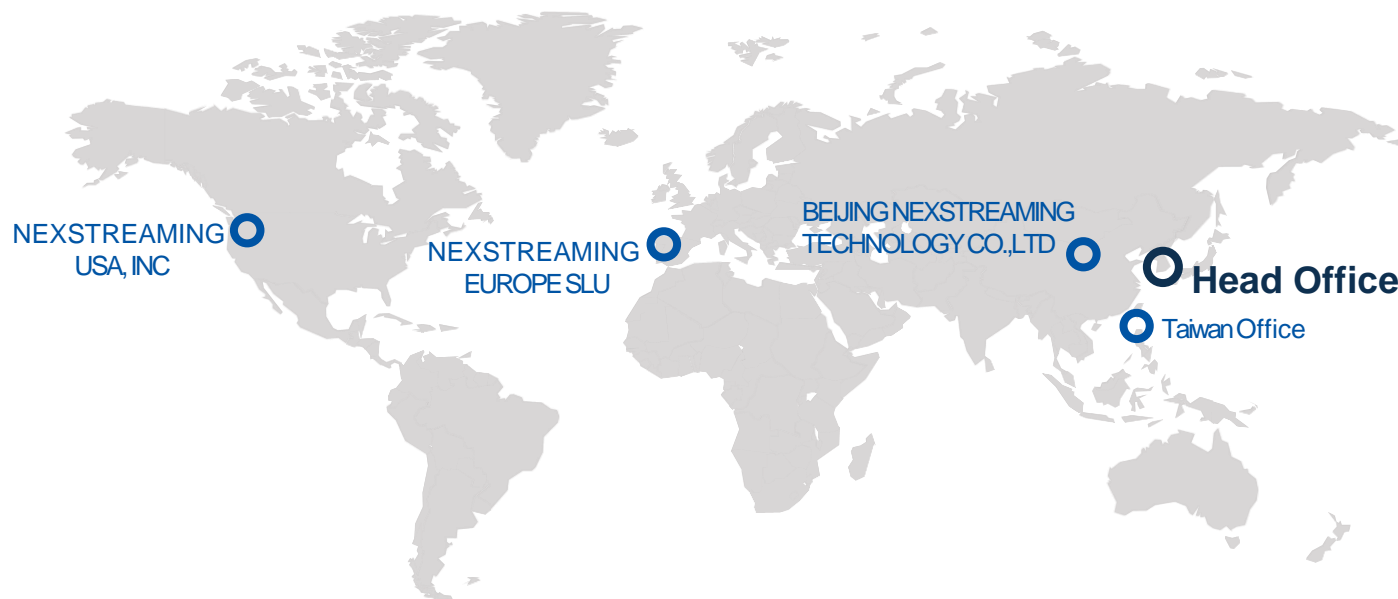 NEXSTREAMING
USA, INC
NEXSTREAMING
EUROPE SLU
BEIJING NEXSTREAMING
TECHNOLOGY CO.,LTD
Head Office
Taiwan Office